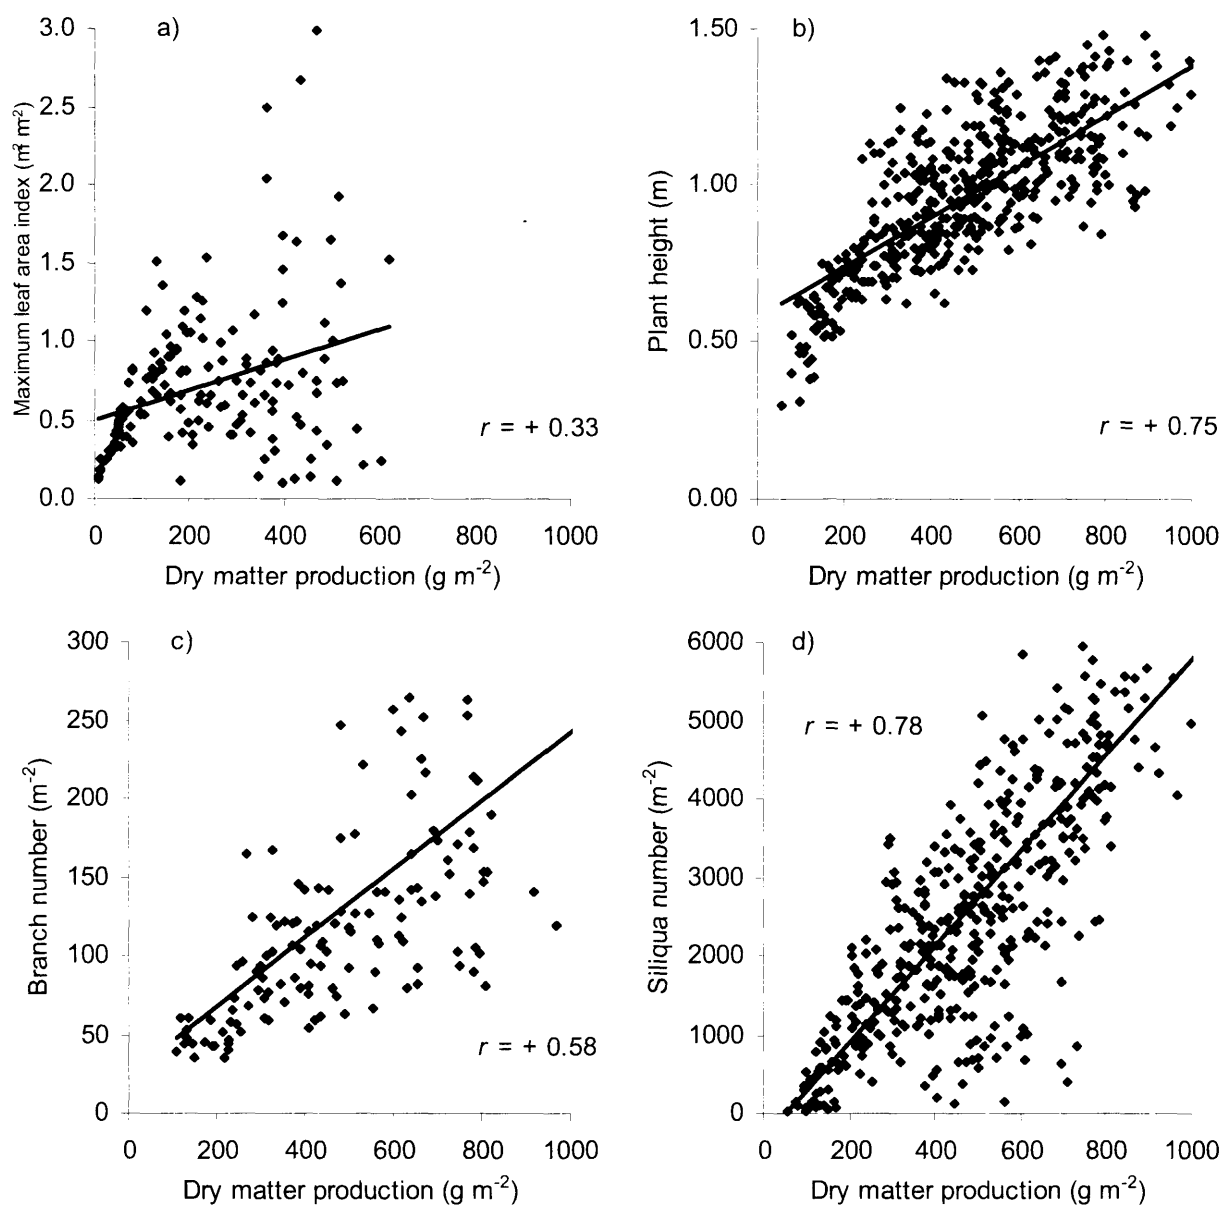 a)
3.0
2.5
2.0
1.5
1.0
0.5
0.0
Maximum leaf area index (m² m²)
r = + 0.33
0 200 400 600 800 1000
Dry matter production (g m⁻²)
b)
1.50
1.00
0.50
0.00
Plant height (m)
r = + 0.75
0 200 400 600 800 1000
Dry matter production (g m⁻²)
c)
300
250
200
150
100
50
0
Branch number (m⁻²)
r = + 0.58
0 200 400 600 800 1000
Dry matter production (g m⁻²)
d)
6000
5000
4000
3000
2000
1000
0
Siliqua number (m⁻²)
r = + 0.78
0 200 400 600 800 1000
Dry matter production (g m⁻²)